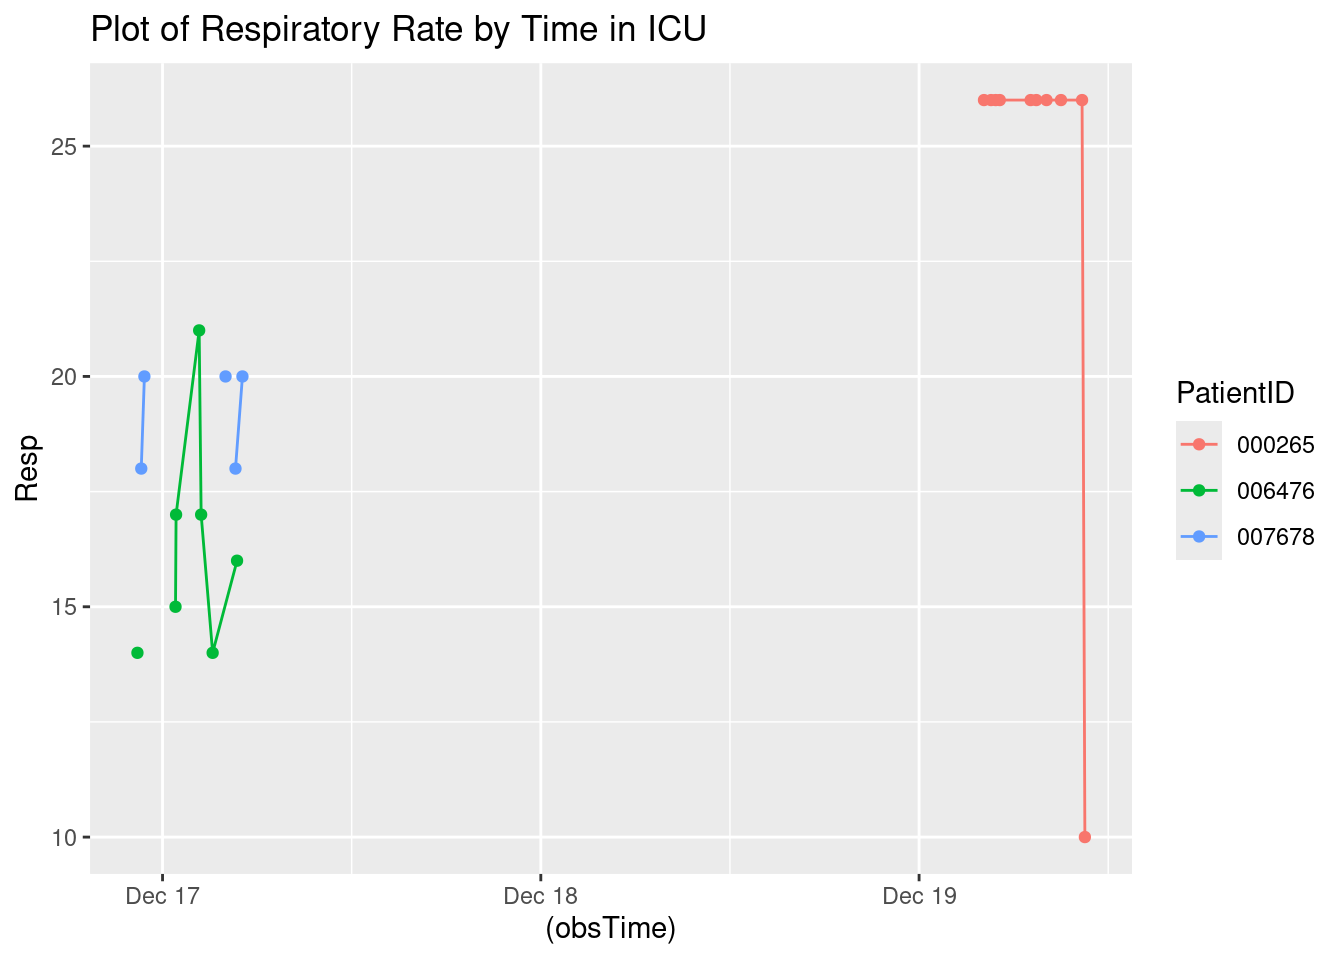 Plot of Respiratory Rate by Time in ICU
25
20
15
10
Resp
Dec 17
Dec 18
Dec 19
(obsTime)
PatientID
000265
006476
007678